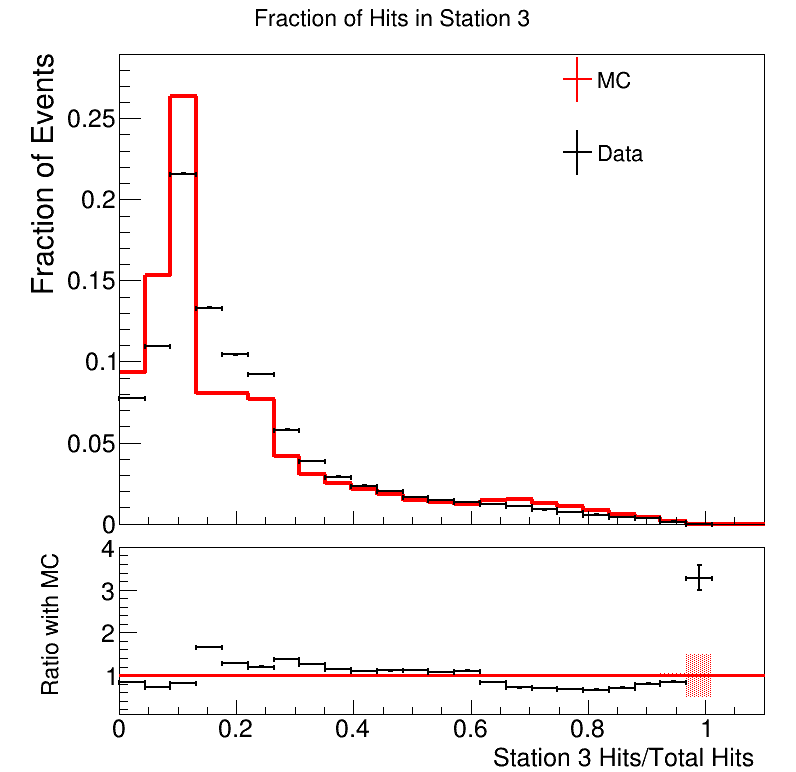 Fraction of Hits in Station 3
Fraction of Events
MC
Data
0.25
0.2
0.15
0.1
0.05
0
Ratio with MC
4
3
2
1
0 0.2 0.4 0.6 0.8 1
Station 3 Hits/Total Hits